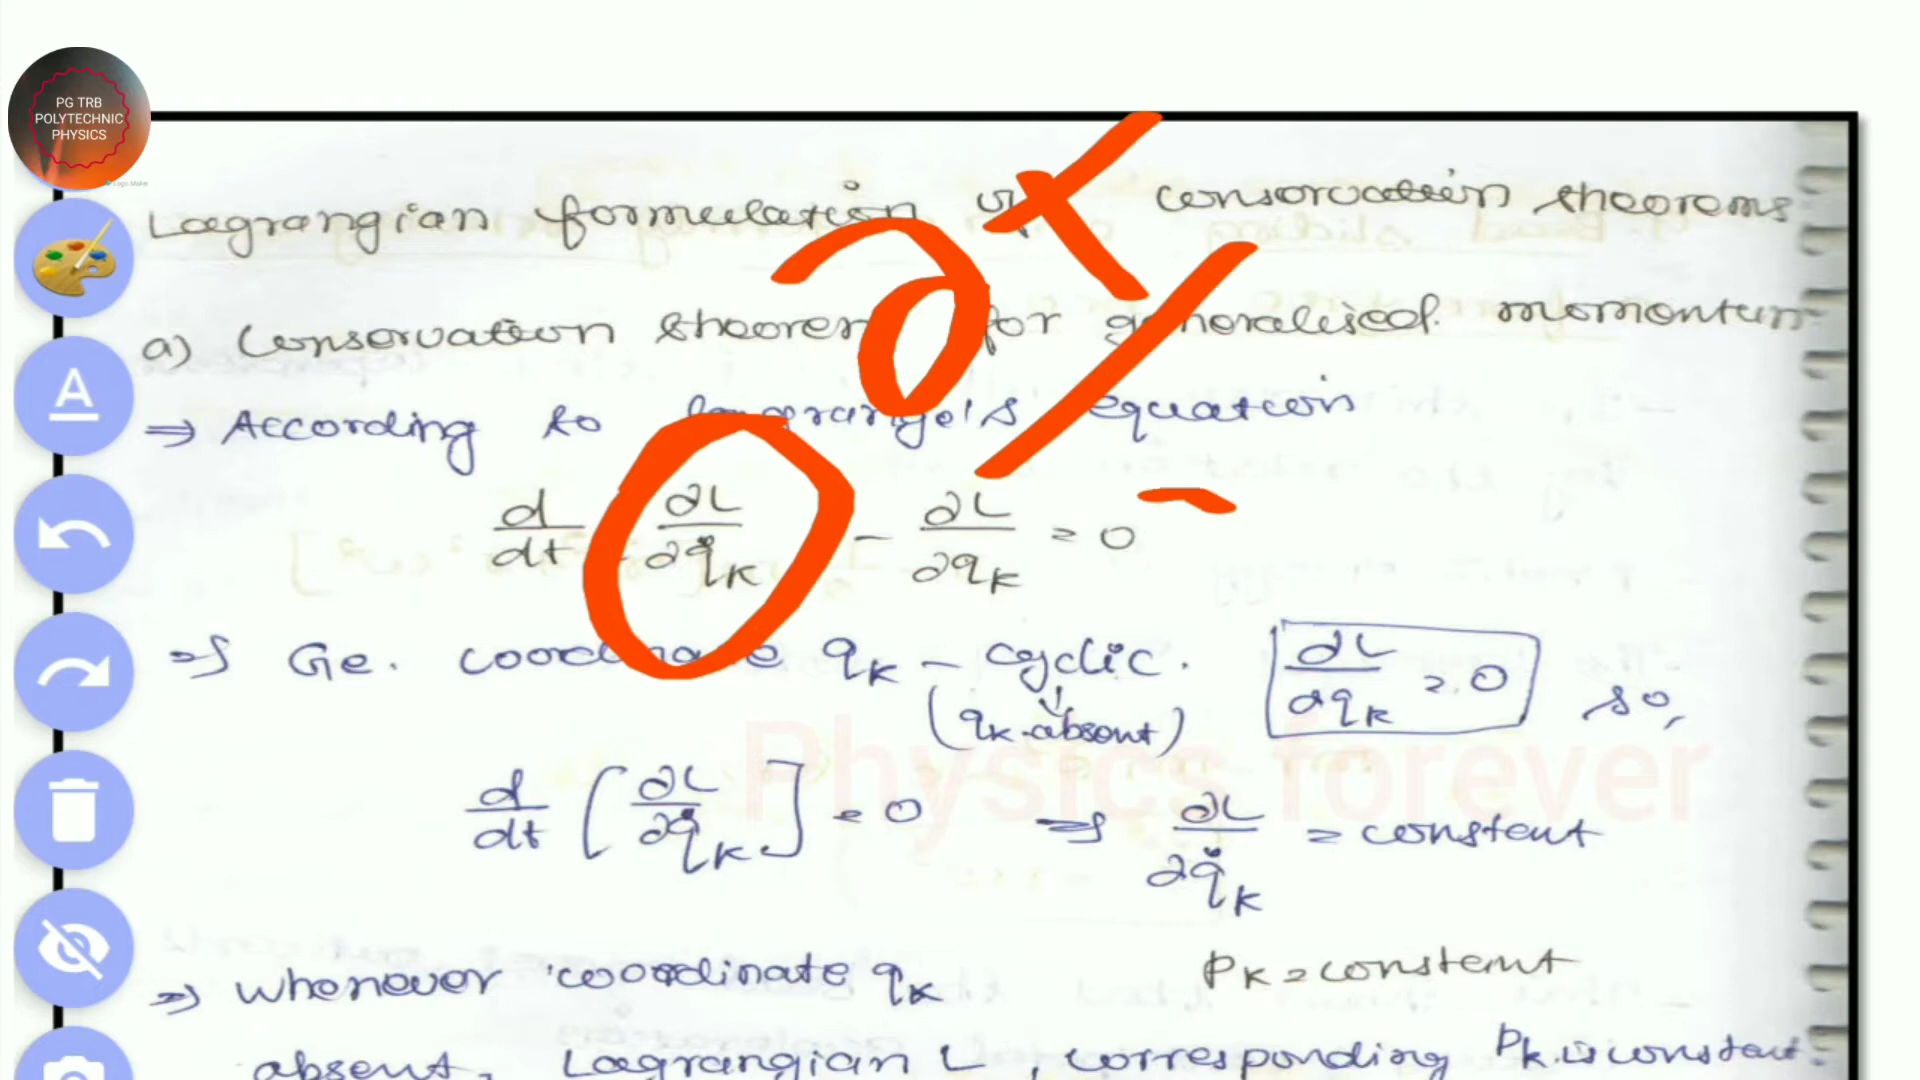 PG TRB
POLYTECHNIC
PHYSICS
Logo Maker
Lagrangian formulation of conservation theorems
a) Conservation theorem for generalised momentum
⇒ According to lagrange's equation
d/dt ∂L/∂q̇K - ∂L/∂qK = 0
⇒ Ge. coordinate qK - cyclic. ∂L/∂qK = 0 so,
(qK absent)
d/dt [∂L/∂q̇K] = 0 ⇒ ∂L/∂q̇K = constant
Physics forever
⇒ whenever coordinate qK PK = constant
absent, Lagrangian L, corresponding PK is constant.